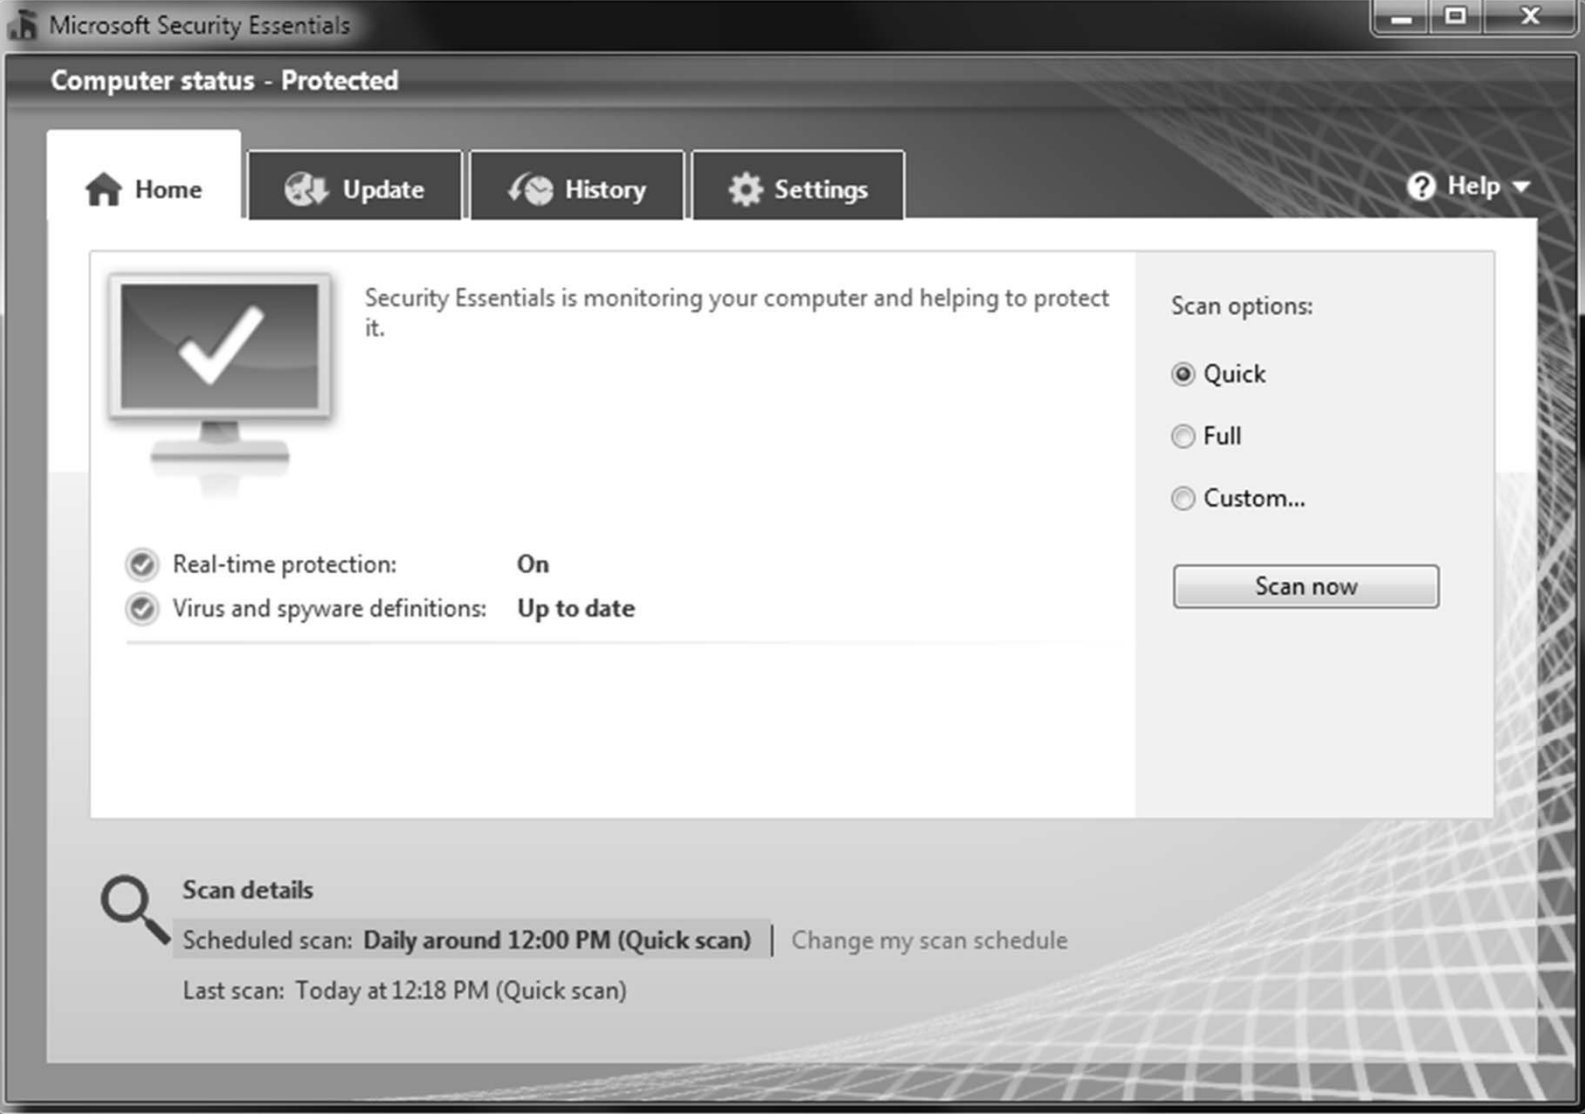 Microsoft Security Essentials
Computer status - Protected
Home
Update
History
Settings
Help
Security Essentials is monitoring your computer and helping to protect
it.
Scan options:
Quick
Full
Custom...
Scan now
Real-time protection: On
Virus and spyware definitions: Up to date
Scan details
Scheduled scan: Daily around 12:00 PM (Quick scan) Change my scan schedule
Last scan: Today at 12:18 PM (Quick scan)